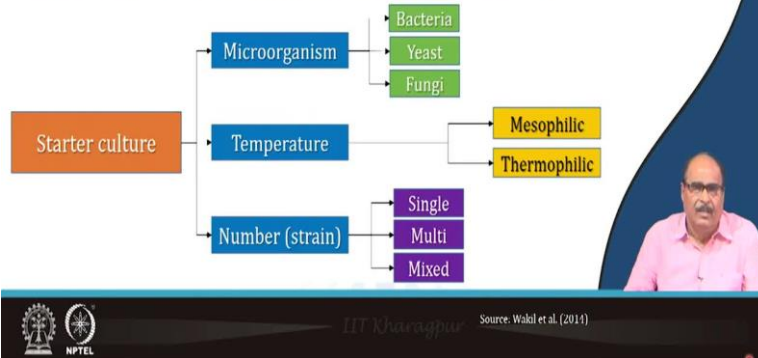 Starter culture
Microorganism
Bacteria
Yeast
Fungi
Temperature
Mesophilic
Thermophilic
Number (strain)
Single
Multi
Mixed
IIT Kharagpur
Source: Wakil et al. (2014)
NPTEL